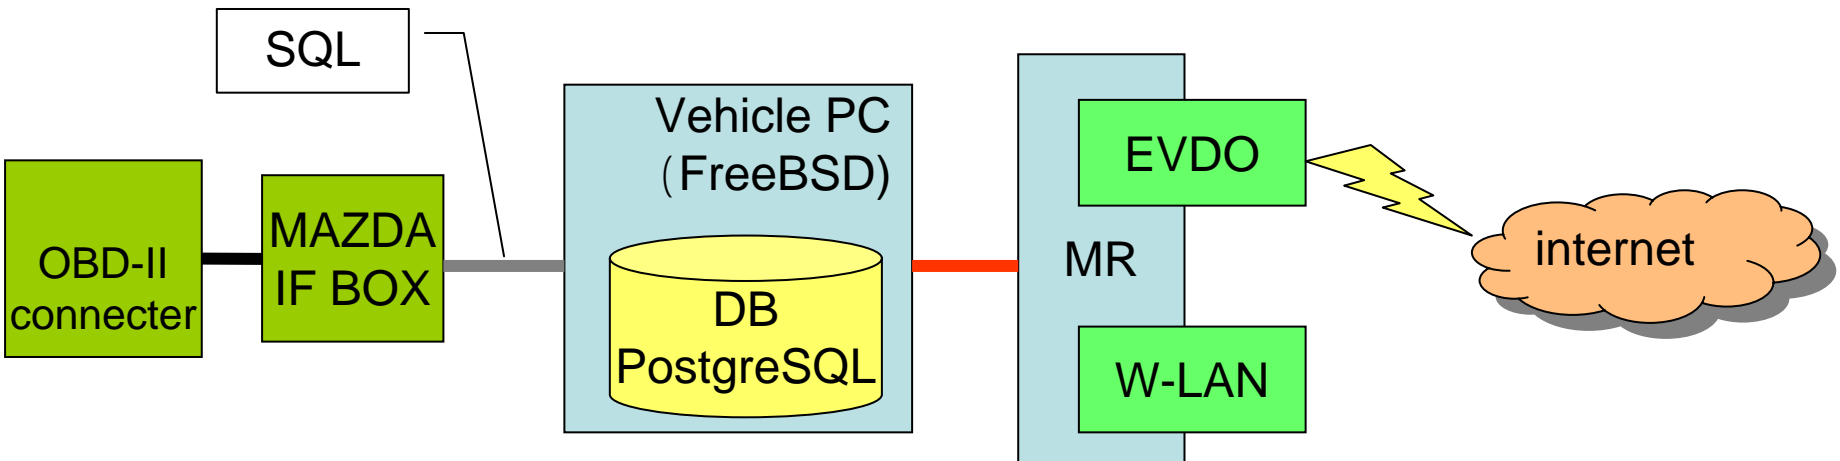 SQL
OBD-II
connecter
MAZDA
IF BOX
Vehicle PC
（FreeBSD)
DB
PostgreSQL
MR
EVDO
W-LAN
internet